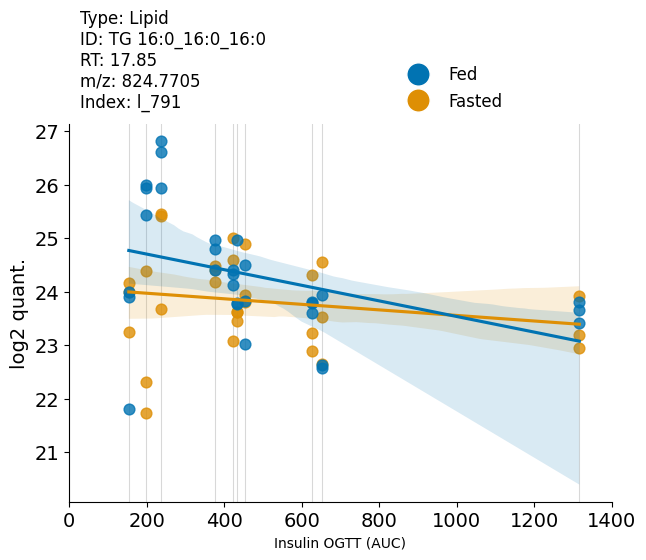 Type: Lipid
ID: TG 16:0_16:0_16:0
RT: 17.85
m/z: 824.7705
Index: l_791
Fed
Fasted
27
26
25
24
23
22
21
log2 quant.
0 200 400 600 800 1000 1200 1400
Insulin OGTT (AUC)